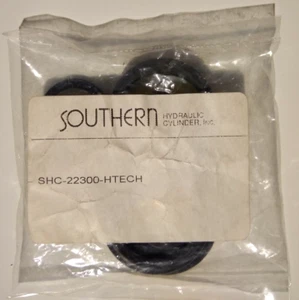 SOUTHERN HYDRAULIC
CYLINDER, INC.
SHC-22300-HTECH